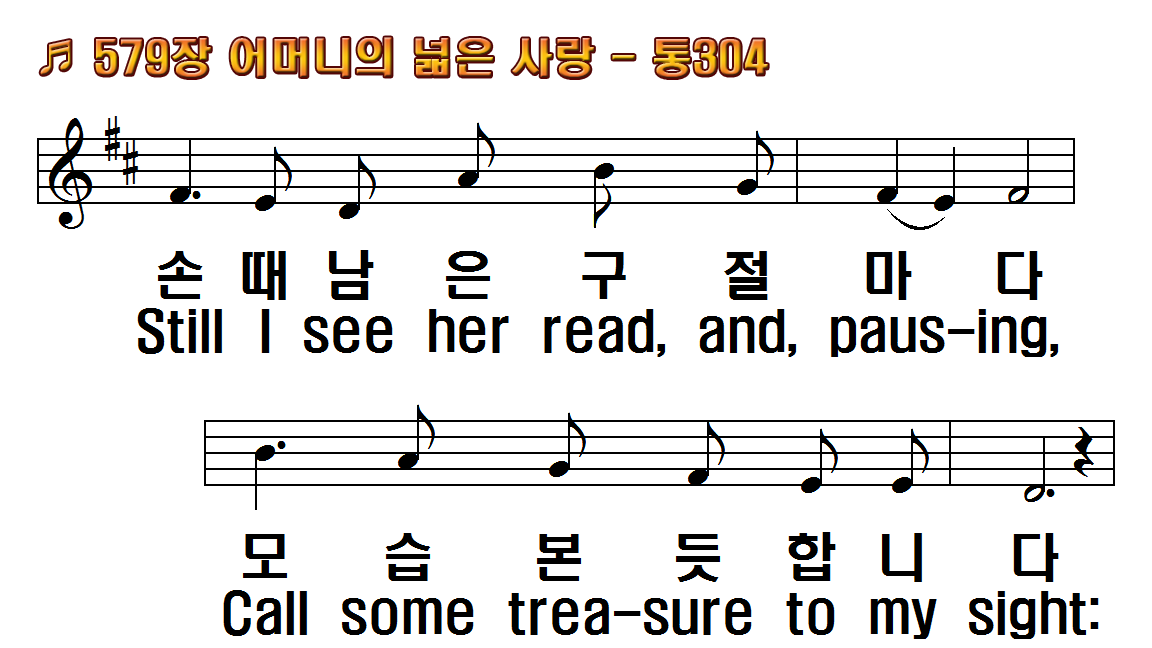 ♬ 579장 어머니의 넓은 사랑 - 통304
손 때 남 은 구 절 마 다
Still I see her read, and, paus-ing,
모 습 본 듯 합 니 다
Call some trea-sure to my sight: